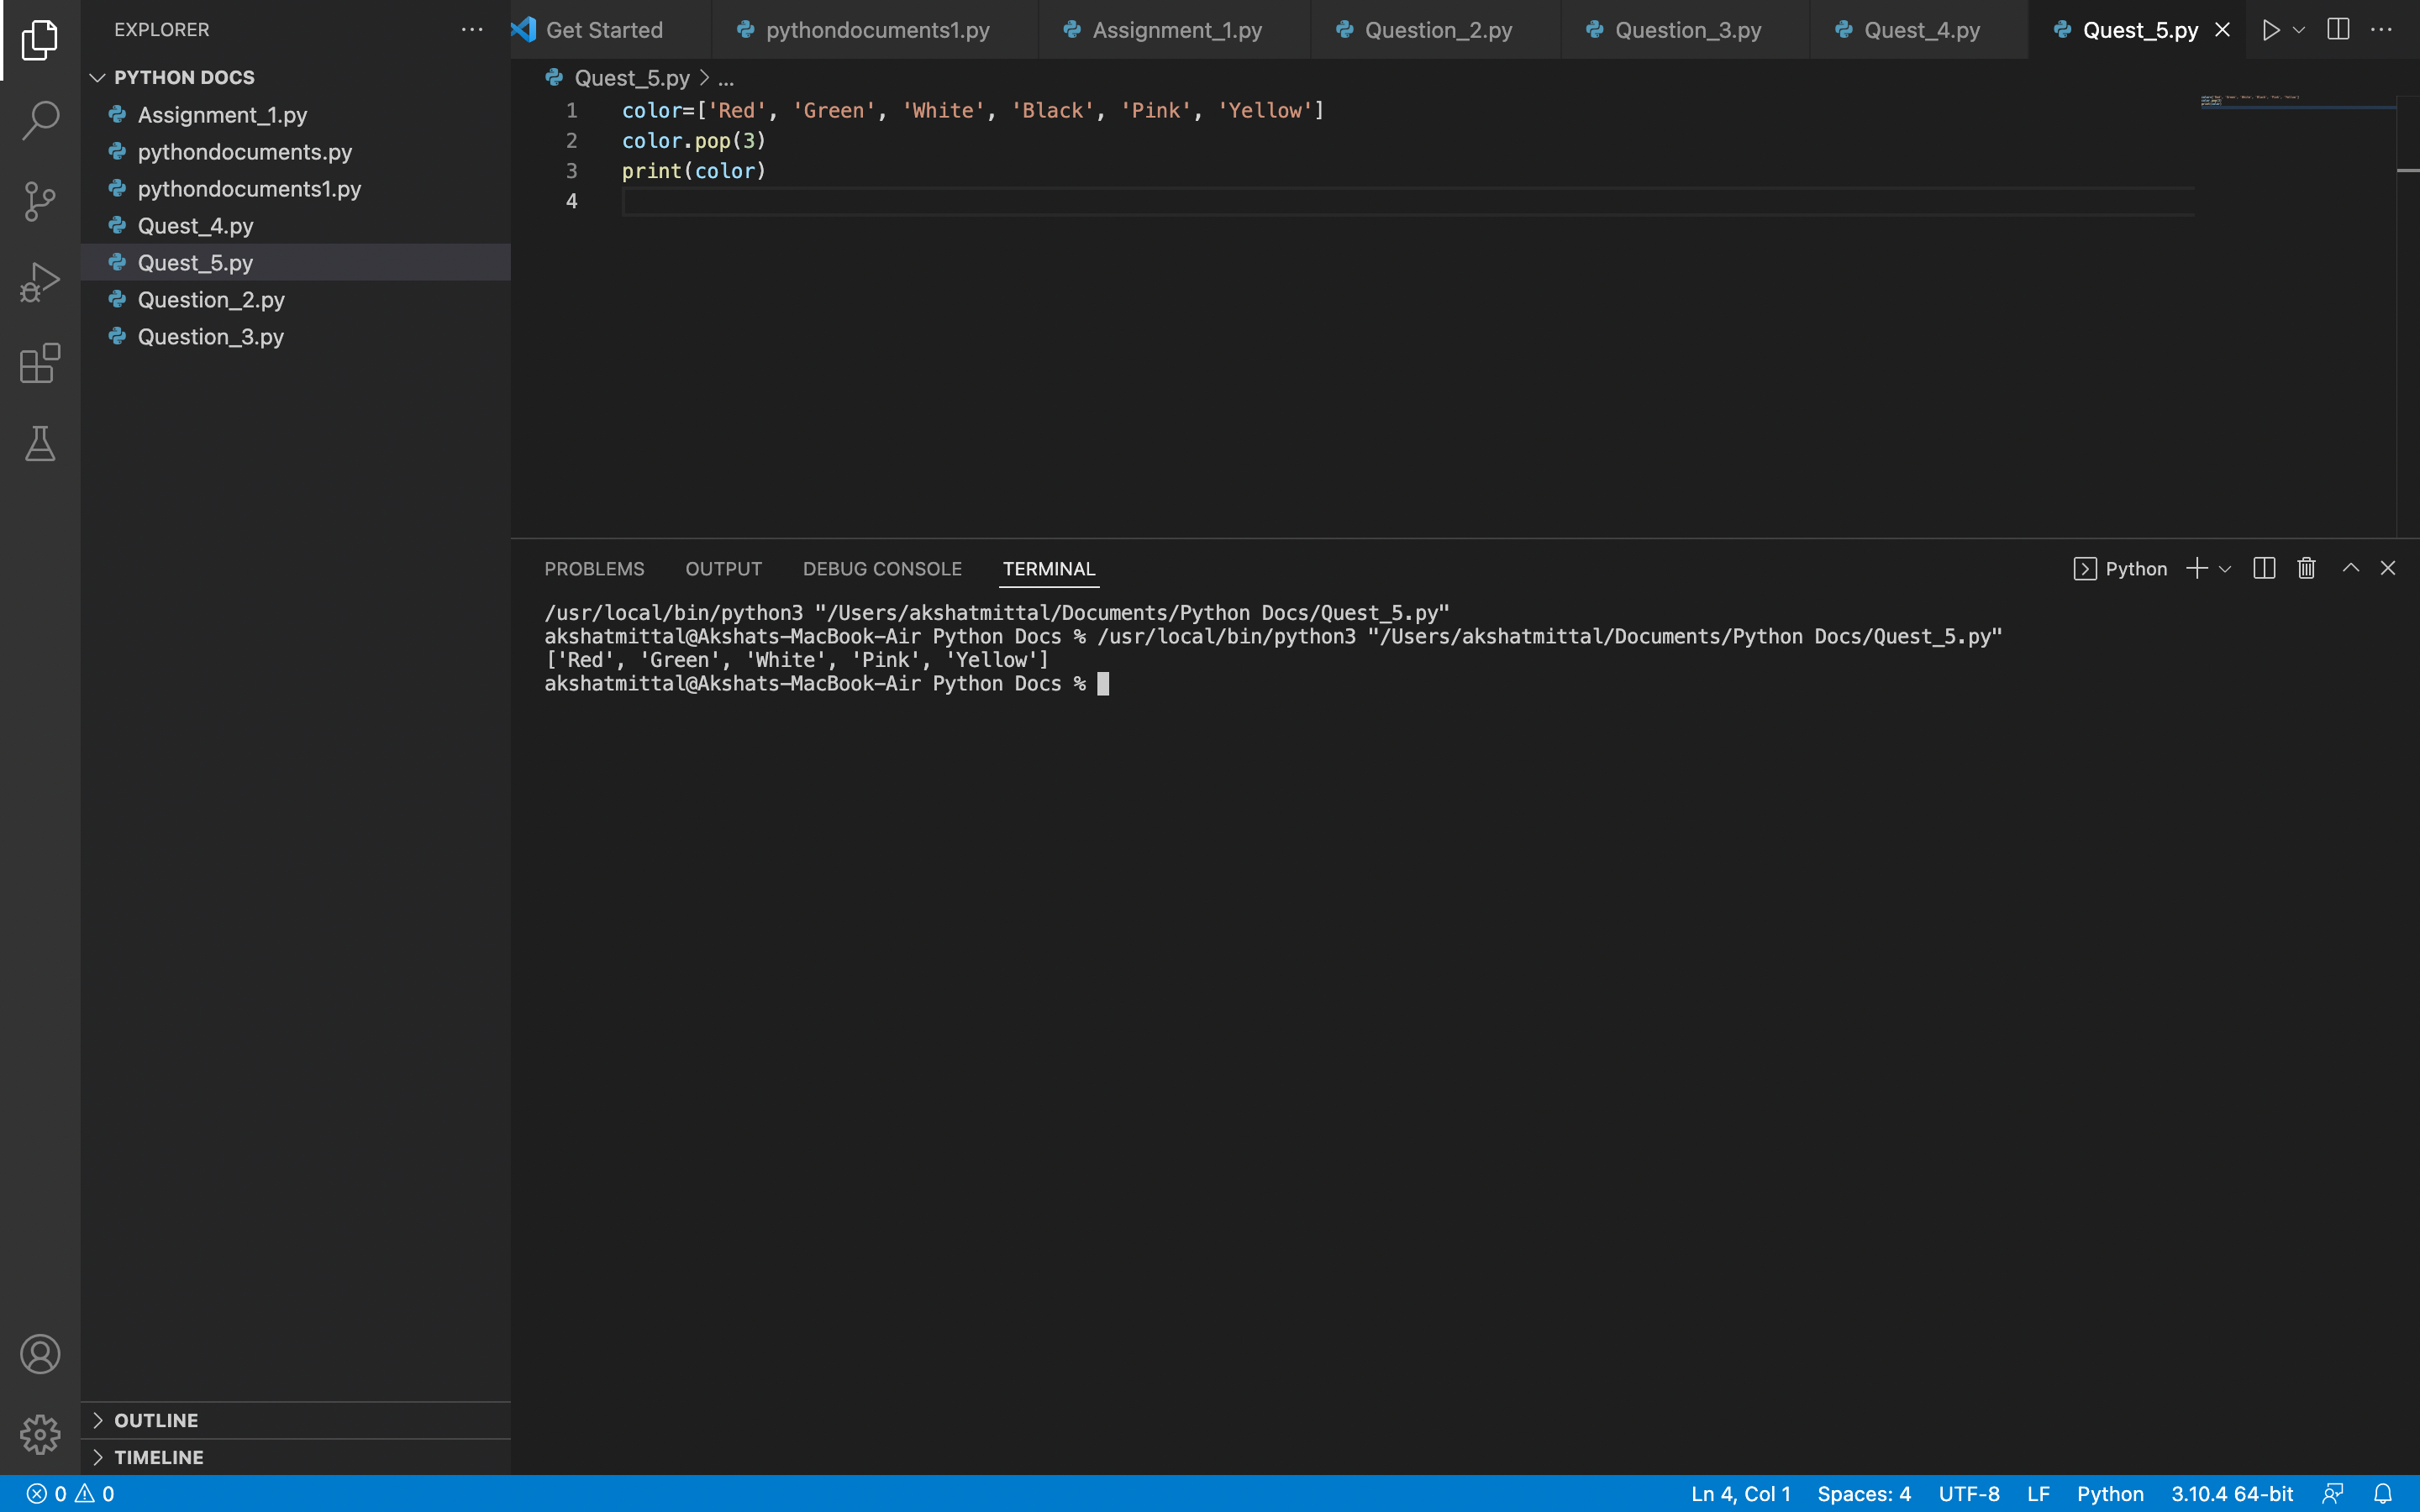 EXPLORER
PYTHON DOCS
Assignment_1.py
pythondocuments.py
pythondocuments1.py
Quest_4.py
Quest_5.py
Question_2.py
Question_3.py
OUTLINE
TIMELINE
Get Started pythondocuments1.py Assignment_1.py Question_2.py Question_3.py Quest_4.py Quest_5.py
Quest_5.py > ...
1 color=['Red', 'Green', 'White', 'Black', 'Pink', 'Yellow']
2 color.pop(3)
3 print(color)
4
PROBLEMS OUTPUT DEBUG CONSOLE TERMINAL Python
/usr/local/bin/python3 "/Users/akshatmittal/Documents/Python Docs/Quest_5.py"
akshatmittal@Akshats-MacBook-Air Python Docs % /usr/local/bin/python3 "/Users/akshatmittal/Documents/Python Docs/Quest_5.py"
['Red', 'Green', 'White', 'Pink', 'Yellow']
akshatmittal@Akshats-MacBook-Air Python Docs %
0 0 Ln 4, Col 1 Spaces: 4 UTF-8 LF Python 3.10.4 64-bit